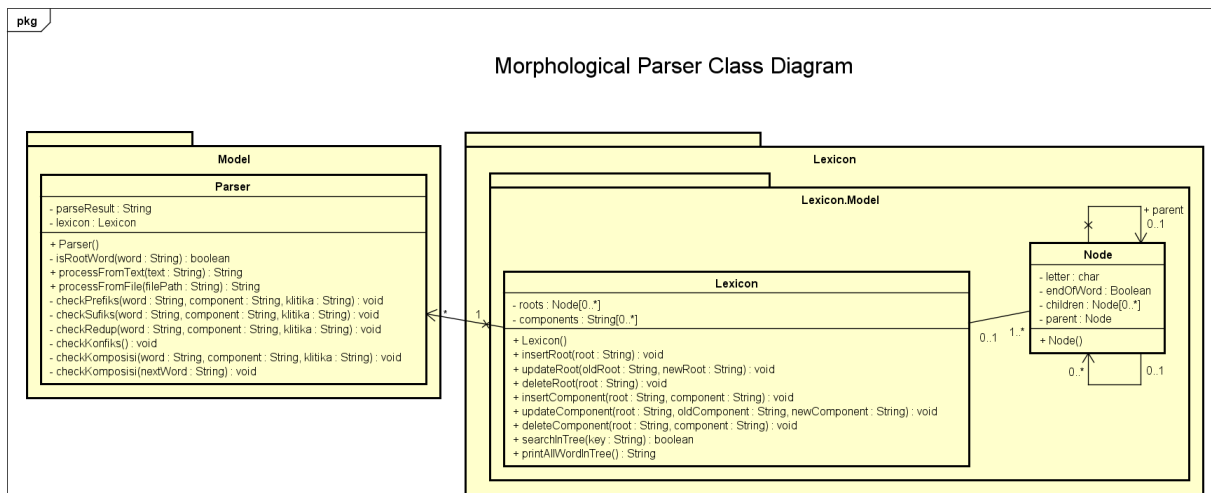 pkg
Morphological Parser Class Diagram
Model
Parser
- parseResult : String
- lexicon : Lexicon
+ Parser()
- isRootWord(word : String) : boolean
+ processFromText(text : String) : String
+ processFromFile(filePath : String) : String
- checkPrefiks(word : String, component : String, klitika : String) : void
- checkSufiks(word : String, component : String, klitika : String) : void
- checkRedup(word : String, component : String, klitika : String) : void
- checkKonfiks() : void
- checkKomposisi(word : String, component : String, klitika : String) : void
- checkKomposisi(nextWord : String) : void
*
1
Lexicon
Lexicon.Model
Lexicon
- roots : Node[0..*]
- components : String[0..*]
+ Lexicon()
+ insertRoot(root : String) : void
+ updateRoot(oldRoot : String, newRoot : String) : void
+ deleteRoot(root : String) : void
+ insertComponent(root : String, component : String) : void
+ updateComponent(root : String, oldComponent : String, newComponent : String) : void
+ deleteComponent(root : String, component : String) : void
+ searchInTree(key : String) : boolean
+ printAllWordInTree() : String
0..1
1..*
+ parent
0..1
Node
- letter : char
- endOfWord : Boolean
- children : Node[0..*]
- parent : Node
+ Node()
0..*
0..1